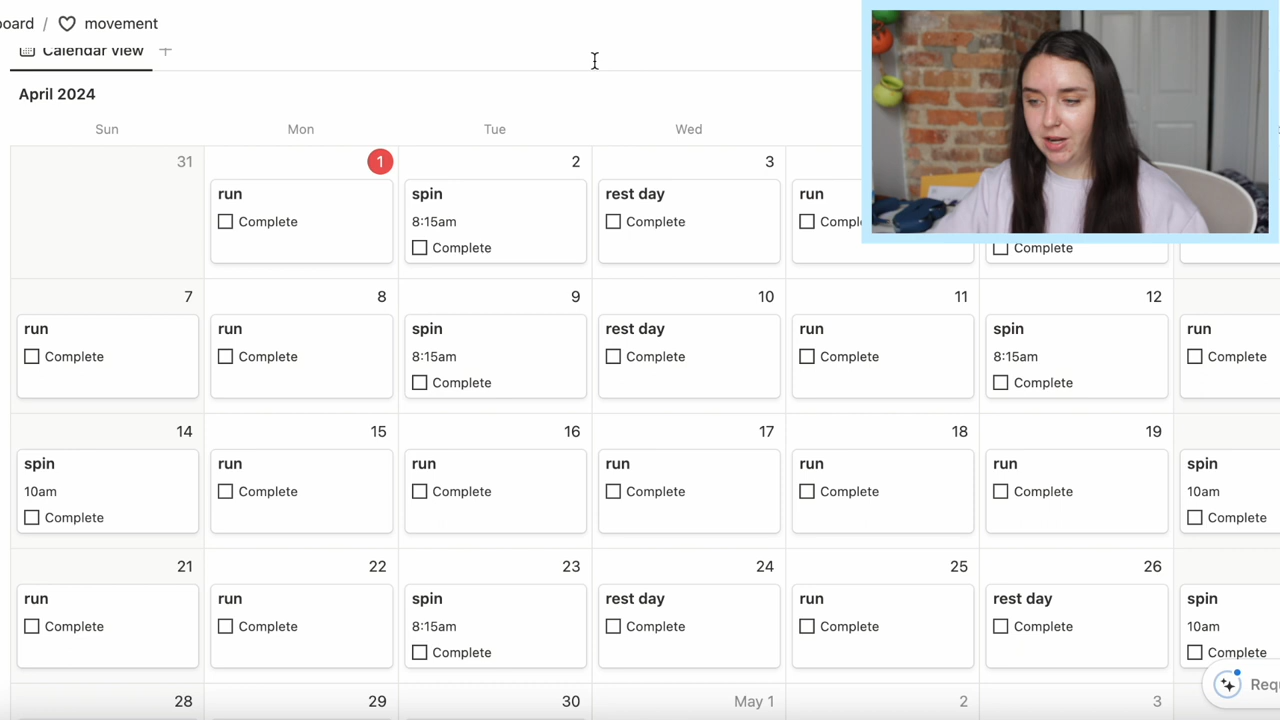 board / movement
Calendar view +
April 2024
Sun Mon Tue Wed
31 1 2 3
run spin rest day run
Complete 8:15am Complete
Complete Complete
7 8 9 10 11 12
run run spin rest day run spin run
Complete Complete 8:15am Complete Complete 8:15am Complete
Complete Complete
14 15 16 17 18 19
spin run run run run run spin
10am Complete Complete Complete Complete Complete 10am
Complete Complete
21 22 23 24 25 26
run run spin rest day run rest day spin
Complete Complete 8:15am Complete Complete Complete 10am
Complete Complete
28 29 30 May 1 2 3